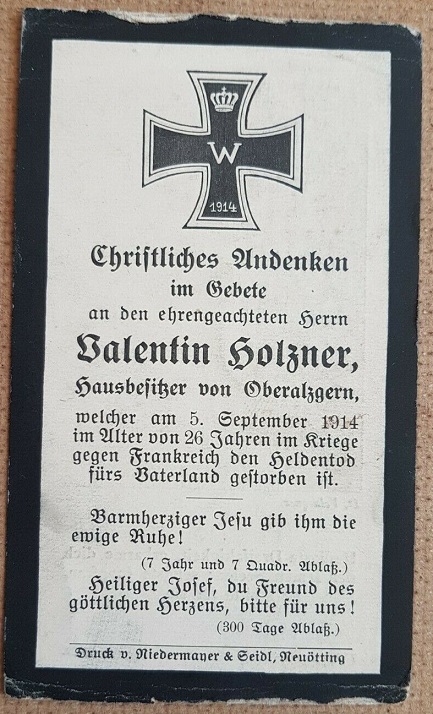 W
1914
Christliches Andenken
im Gebete
an den ehrengeachteten Herrn
Valentin Holzner,
Hausbesitzer von Oberalzgern,
welcher am 5. September 1914
im Alter von 26 Jahren im Kriege
gegen Frankreich den Heldentod
fürs Vaterland gestorben ist.
Barmherziger Jesu gib ihm die
ewige Ruhe!
(7 Jahr und 7 Quadr. Ablaß.)
Heiliger Josef, du Freund des
göttlichen Herzens, bitte für uns!
(300 Tage Ablaß.)
Druck v. Niedermayer & Seidl, Neuötting